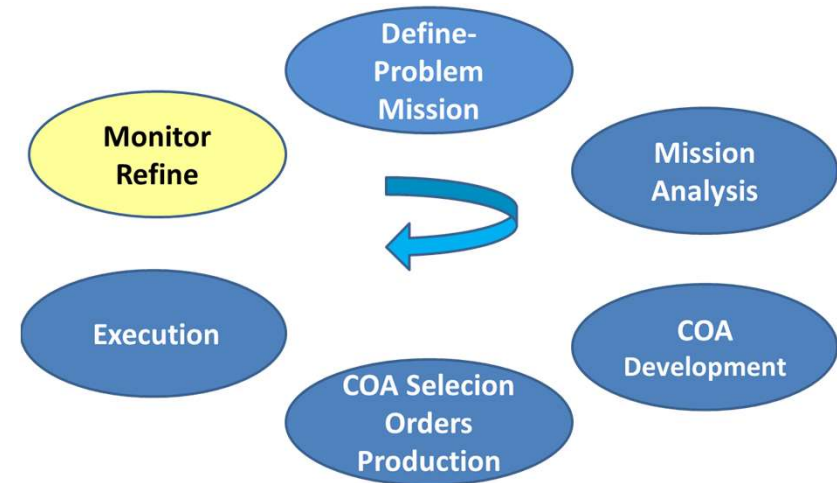 Define-
Problem
Mission
Monitor
Refine
Mission
Analysis
Execution
COA
Development
COA Selecion
Orders
Production